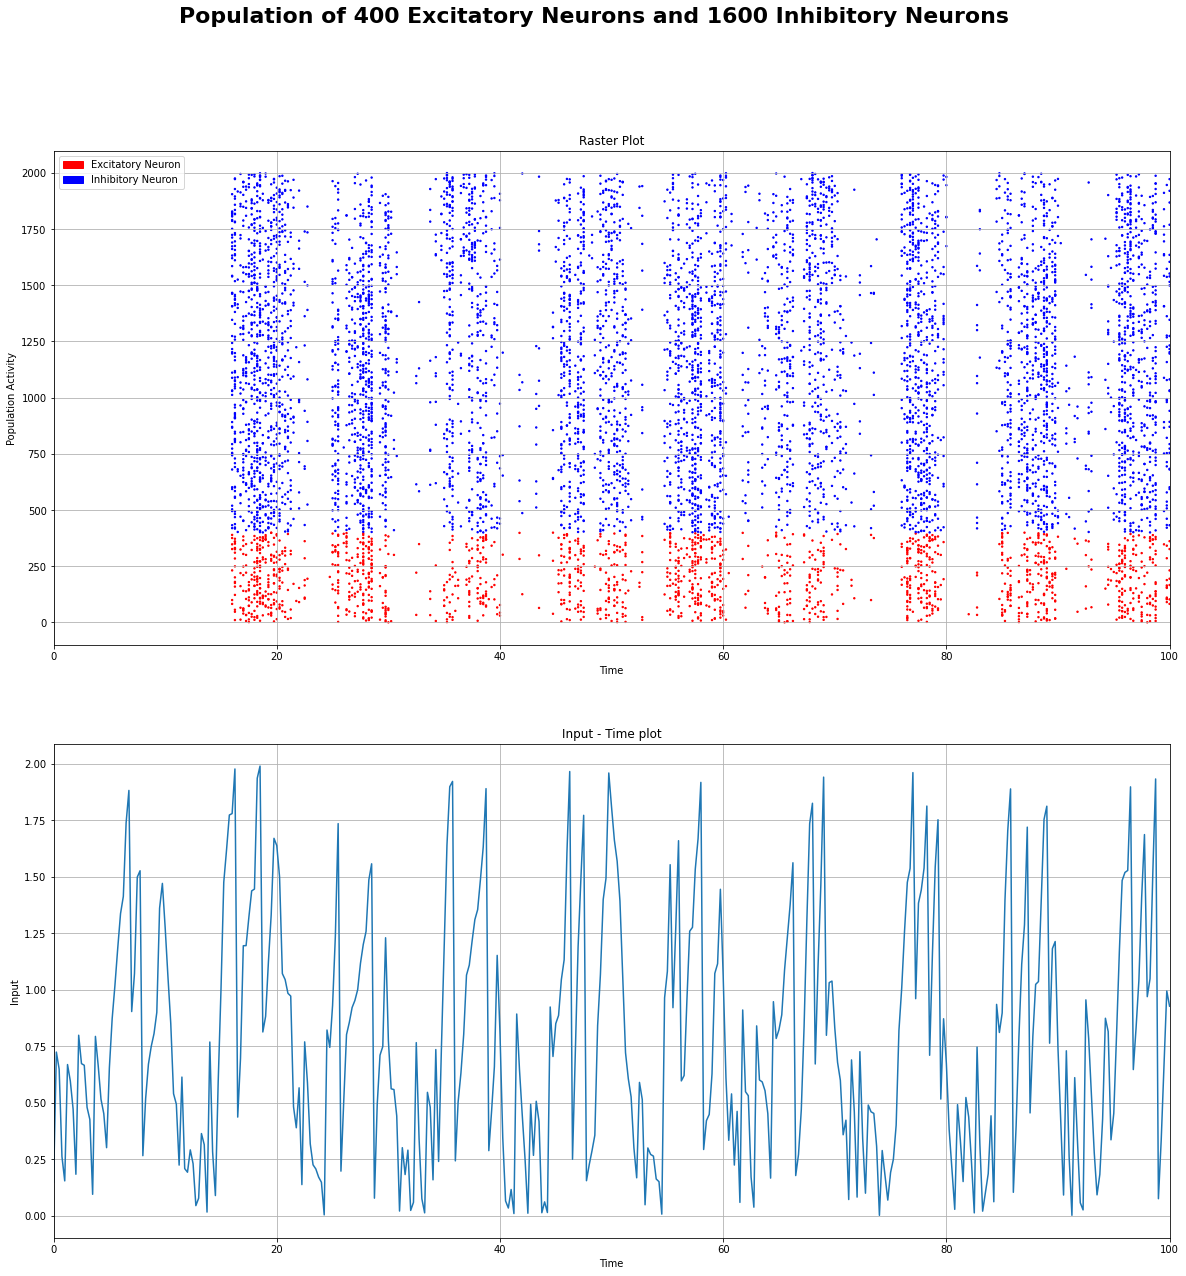 Population of 400 Excitatory Neurons and 1600 Inhibitory Neurons
Raster Plot
Excitatory Neuron
Inhibitory Neuron
2000
1750
1500
1250
1000
750
500
250
0
Population Activity
0 20 40 60 80 100
Time
Input - Time plot
2.00
1.75
1.50
1.25
1.00
0.75
0.50
0.25
0.00
Input
0 20 40 60 80 100
Time